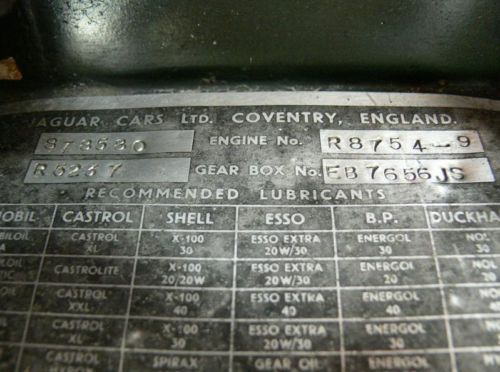 JAGUAR CARS LTD. COVENTRY, ENGLAND.
873530 ENGINE No. R8754-9
R5247 GEAR BOX No. EB7656JS
RECOMMENDED LUBRICANTS
MOBIL. CASTROL SHELL ESSO B.P. DUCKHA
CASTROL XL X-100 30 ESSO EXTRA 20W/30 ENERGOL 30 30
CASTROLITE X-100 20/20W ESSO EXTRA 20W/30 ENERGOL 20
CASTROL XXL X-100 40 ESSO EXTRA 40 ENERGOL 40
CASTROL XL X-100 30 ESSO EXTRA 20W/30 ENERGOL 30
CASTROL SPIRAX GEAR OIL ENERGOL